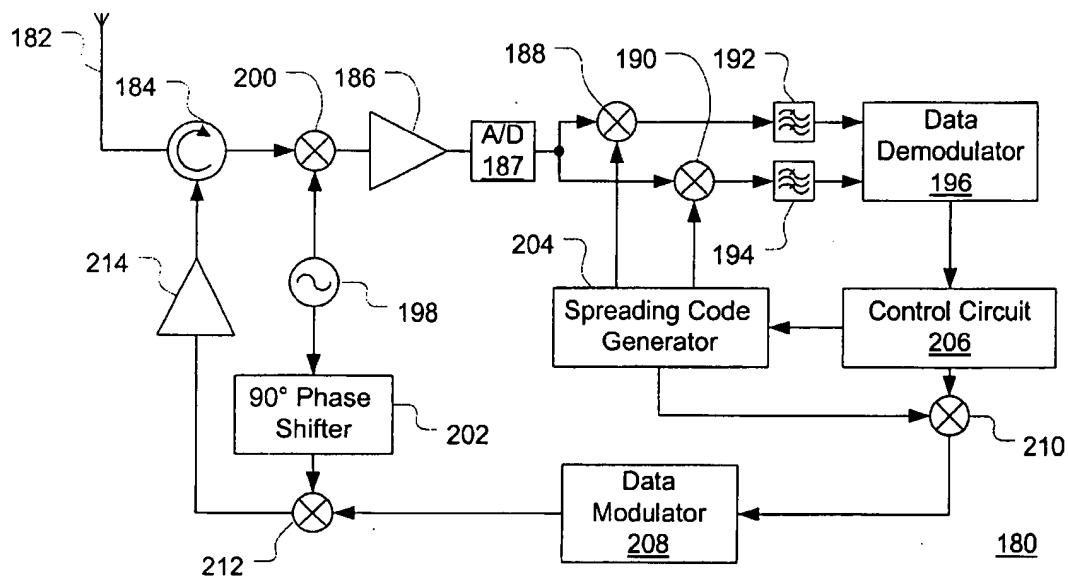 182
184
200
186
188
190
192
A/D
187
Data
Demodulator
196
194
204
214
198
Spreading Code
Generator
Control Circuit
206
90° Phase
Shifter
202
210
Data
Modulator
208
212
180